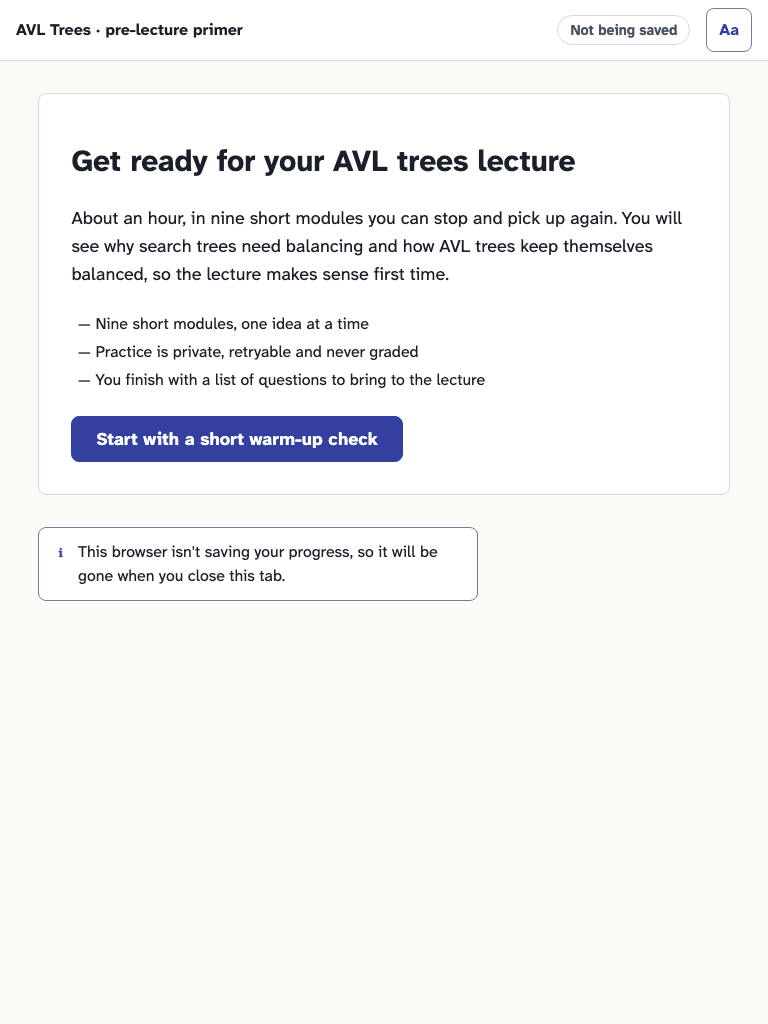 AVL Trees · pre-lecture primer
Not being saved
Aa
Get ready for your AVL trees lecture
About an hour, in nine short modules you can stop and pick up again. You will
see why search trees need balancing and how AVL trees keep themselves
balanced, so the lecture makes sense first time.
— Nine short modules, one idea at a time
— Practice is private, retryable and never graded
— You finish with a list of questions to bring to the lecture
Start with a short warm-up check
i This browser isn't saving your progress, so it will be
gone when you close this tab.